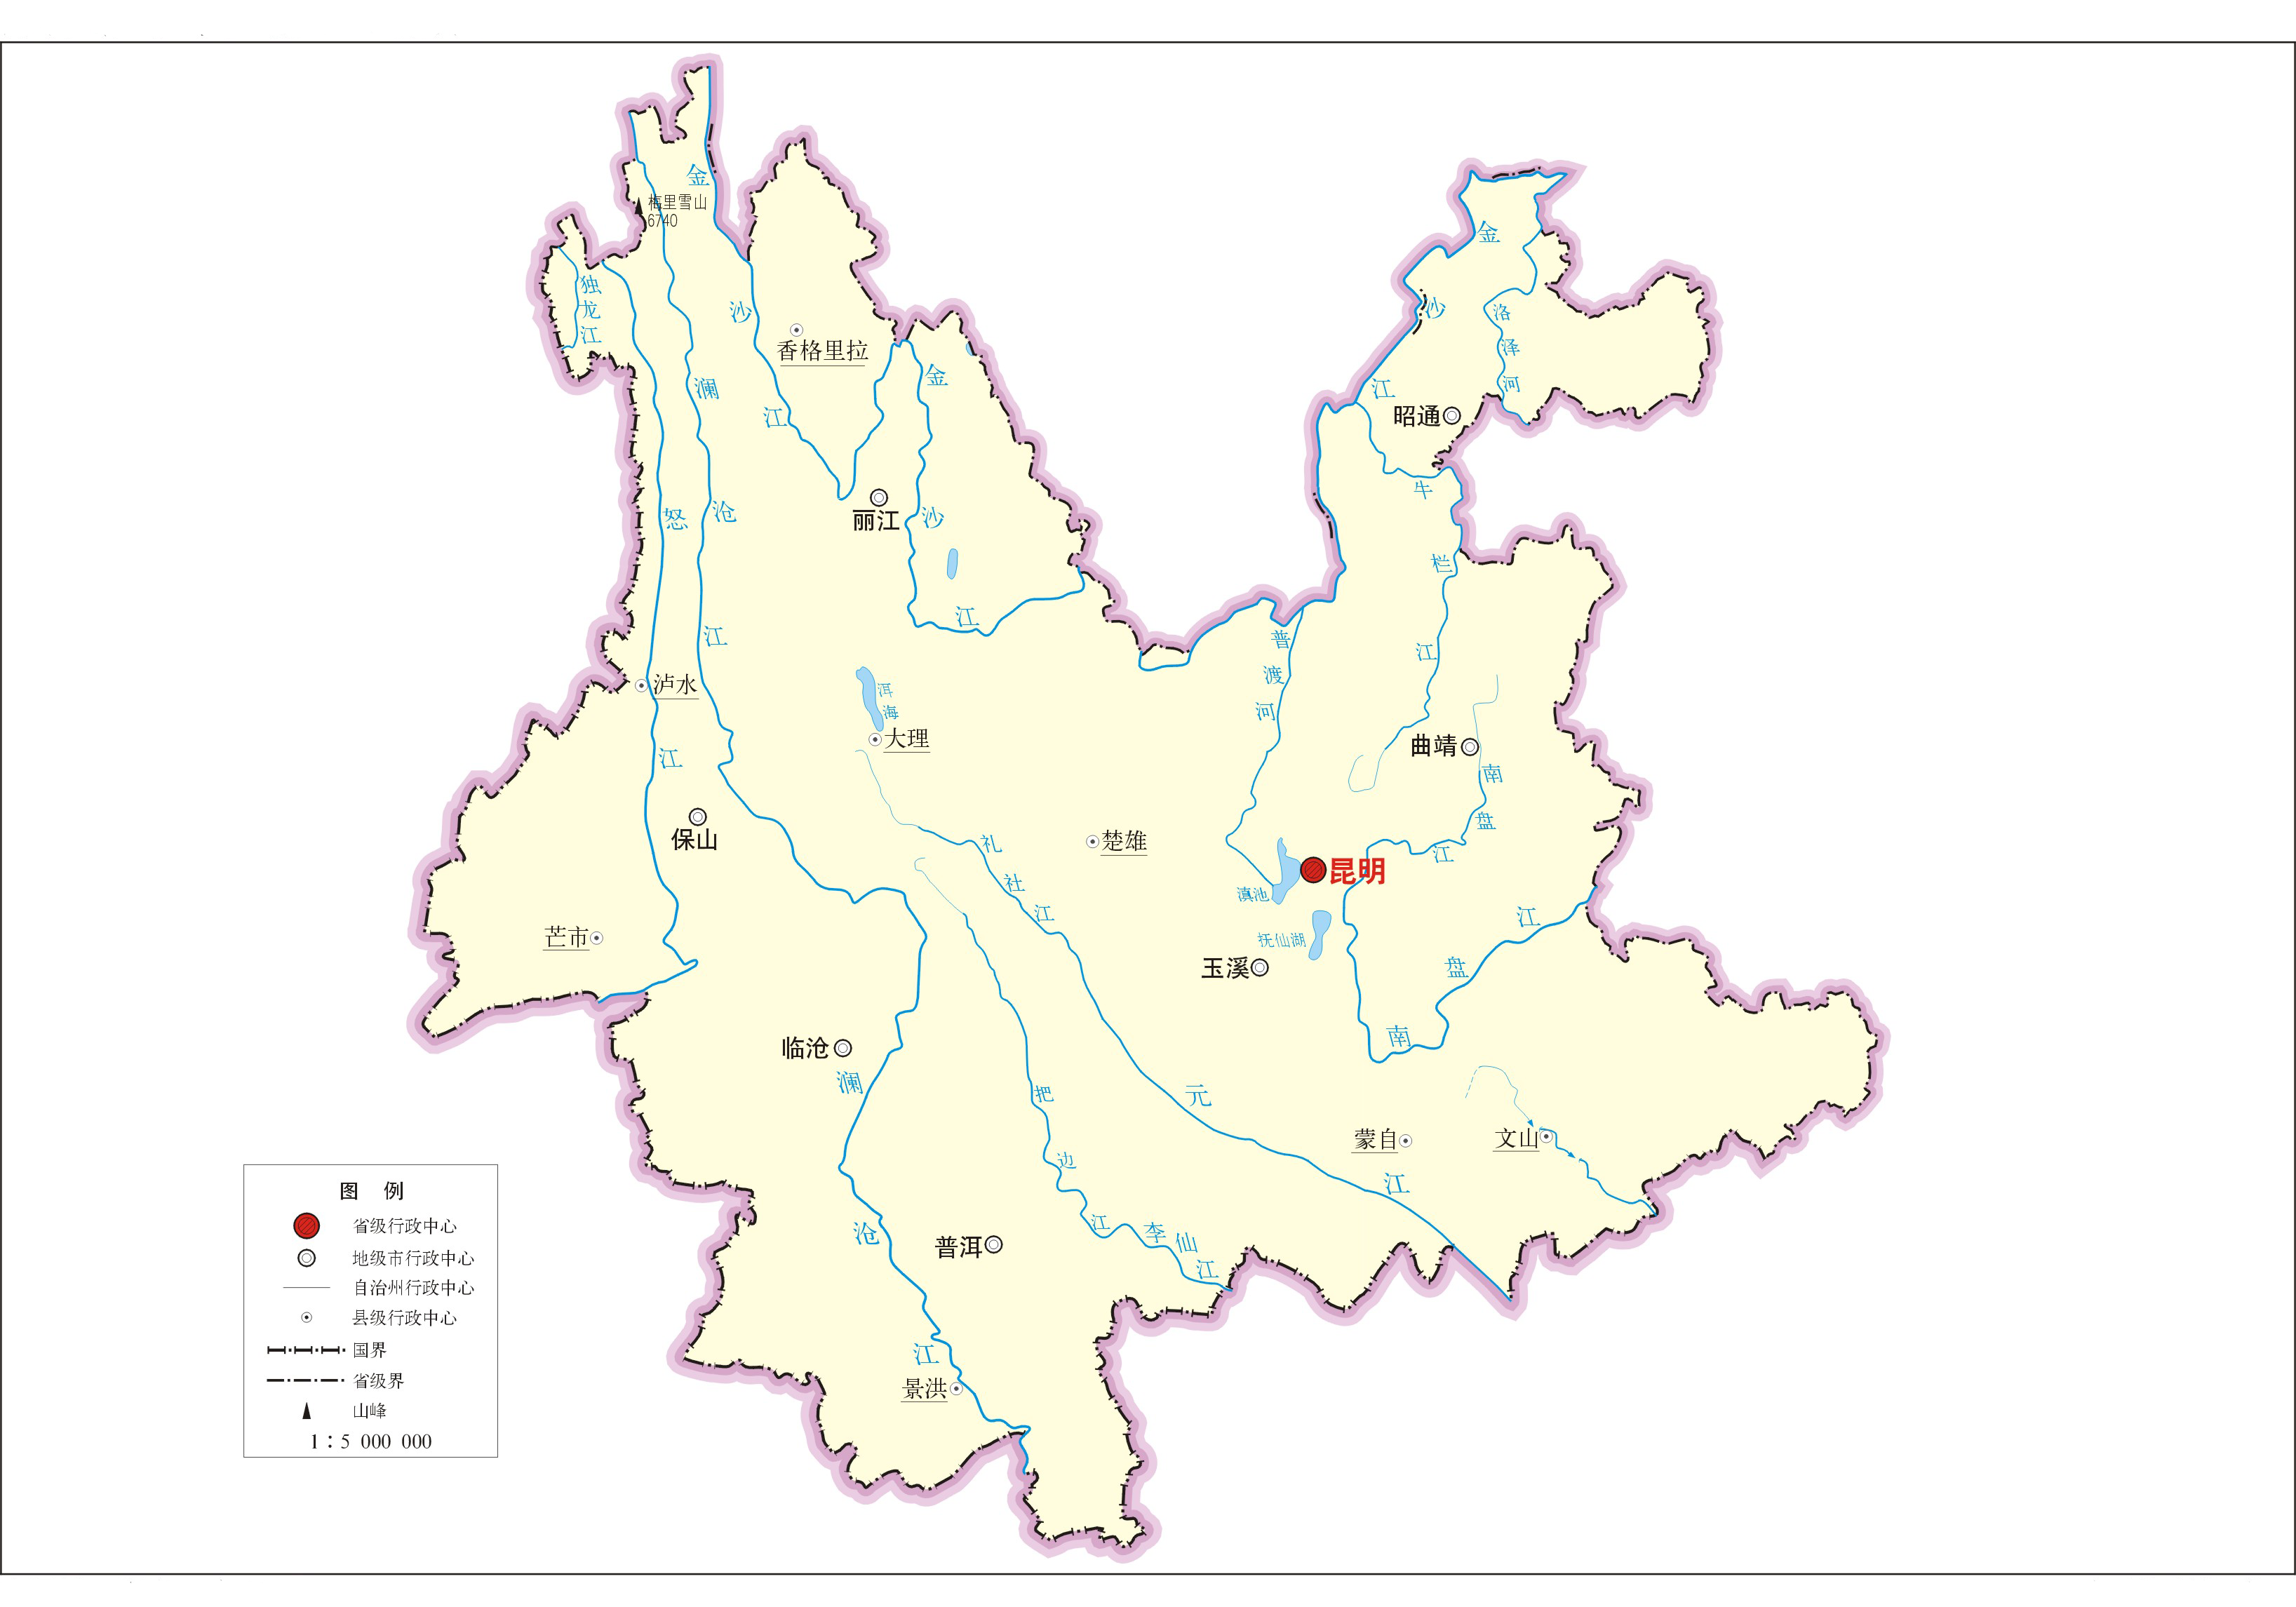 金
梅里雪山
6740
独龙江
沙
江
香格里拉
澜
沧
江
怒
江
金
沙
江
丽江
金
沙
江
洛泽河
昭通
牛
栏
江
普渡河
泸水
洱海
大理
保山
楚雄
曲靖
南
盘
江
礼社江
昆明
滇池
抚仙湖
玉溪
芒市
江
盘
南
临沧
澜
沧
江
把
边
江
李仙江
元
江
蒙自
文山
普洱
景洪
图 例
省级行政中心
地级市行政中心
自治州行政中心
县级行政中心
国界
省级界
山峰
1：5 000 000